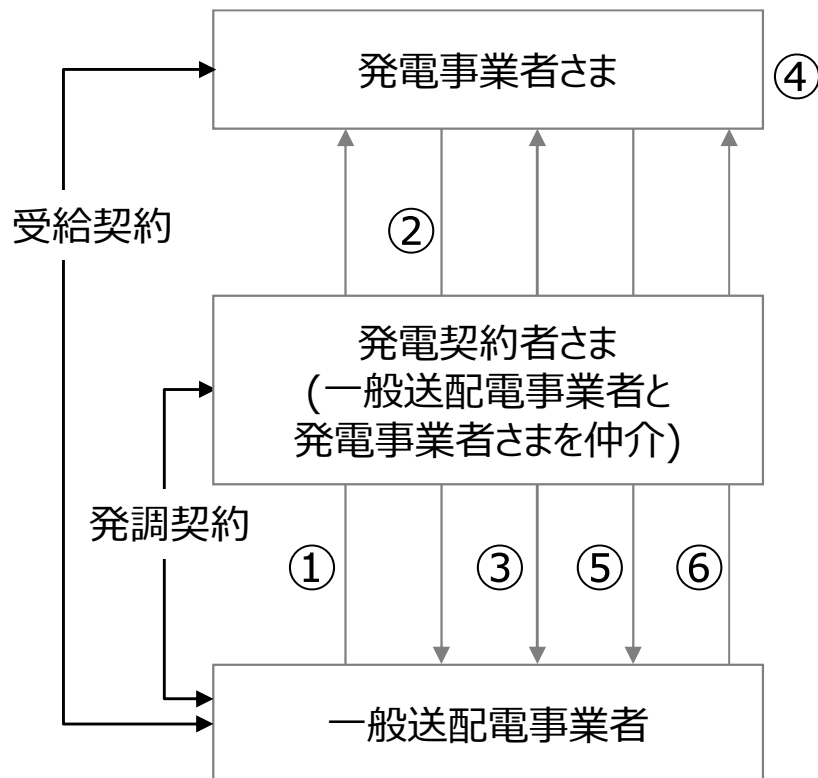 発電事業者さま
④
受給契約
②
発電契約者さま
(一般送配電事業者と
発電事業者さまを仲介)
発調契約
①
③
⑤
⑥
一般送配電事業者